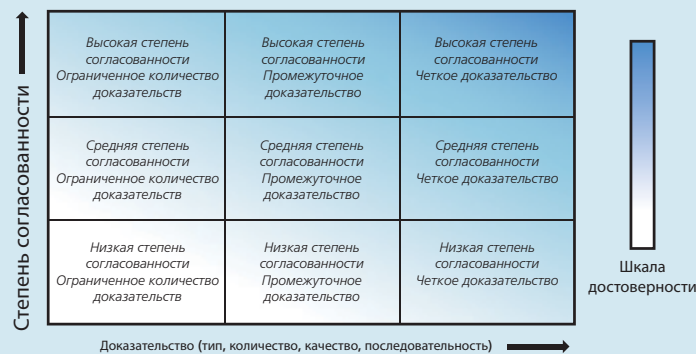 Степень согласованности
Высокая степень
согласованности
Ограниченное количество
доказательств
Высокая степень
согласованности
Промежуточное
доказательство
Высокая степень
согласованности
Четкое доказательство
Средняя степень
согласованности
Ограниченное количество
доказательств
Средняя степень
согласованности
Промежуточное
доказательство
Средняя степень
согласованности
Четкое доказательство
Низкая степень
согласованности
Ограниченное количество
доказательств
Низкая степень
согласованности
Промежуточное
доказательство
Низкая степень
согласованности
Четкое доказательство
Шкала
достоверности
Доказательство (тип, количество, качество, последовательность)